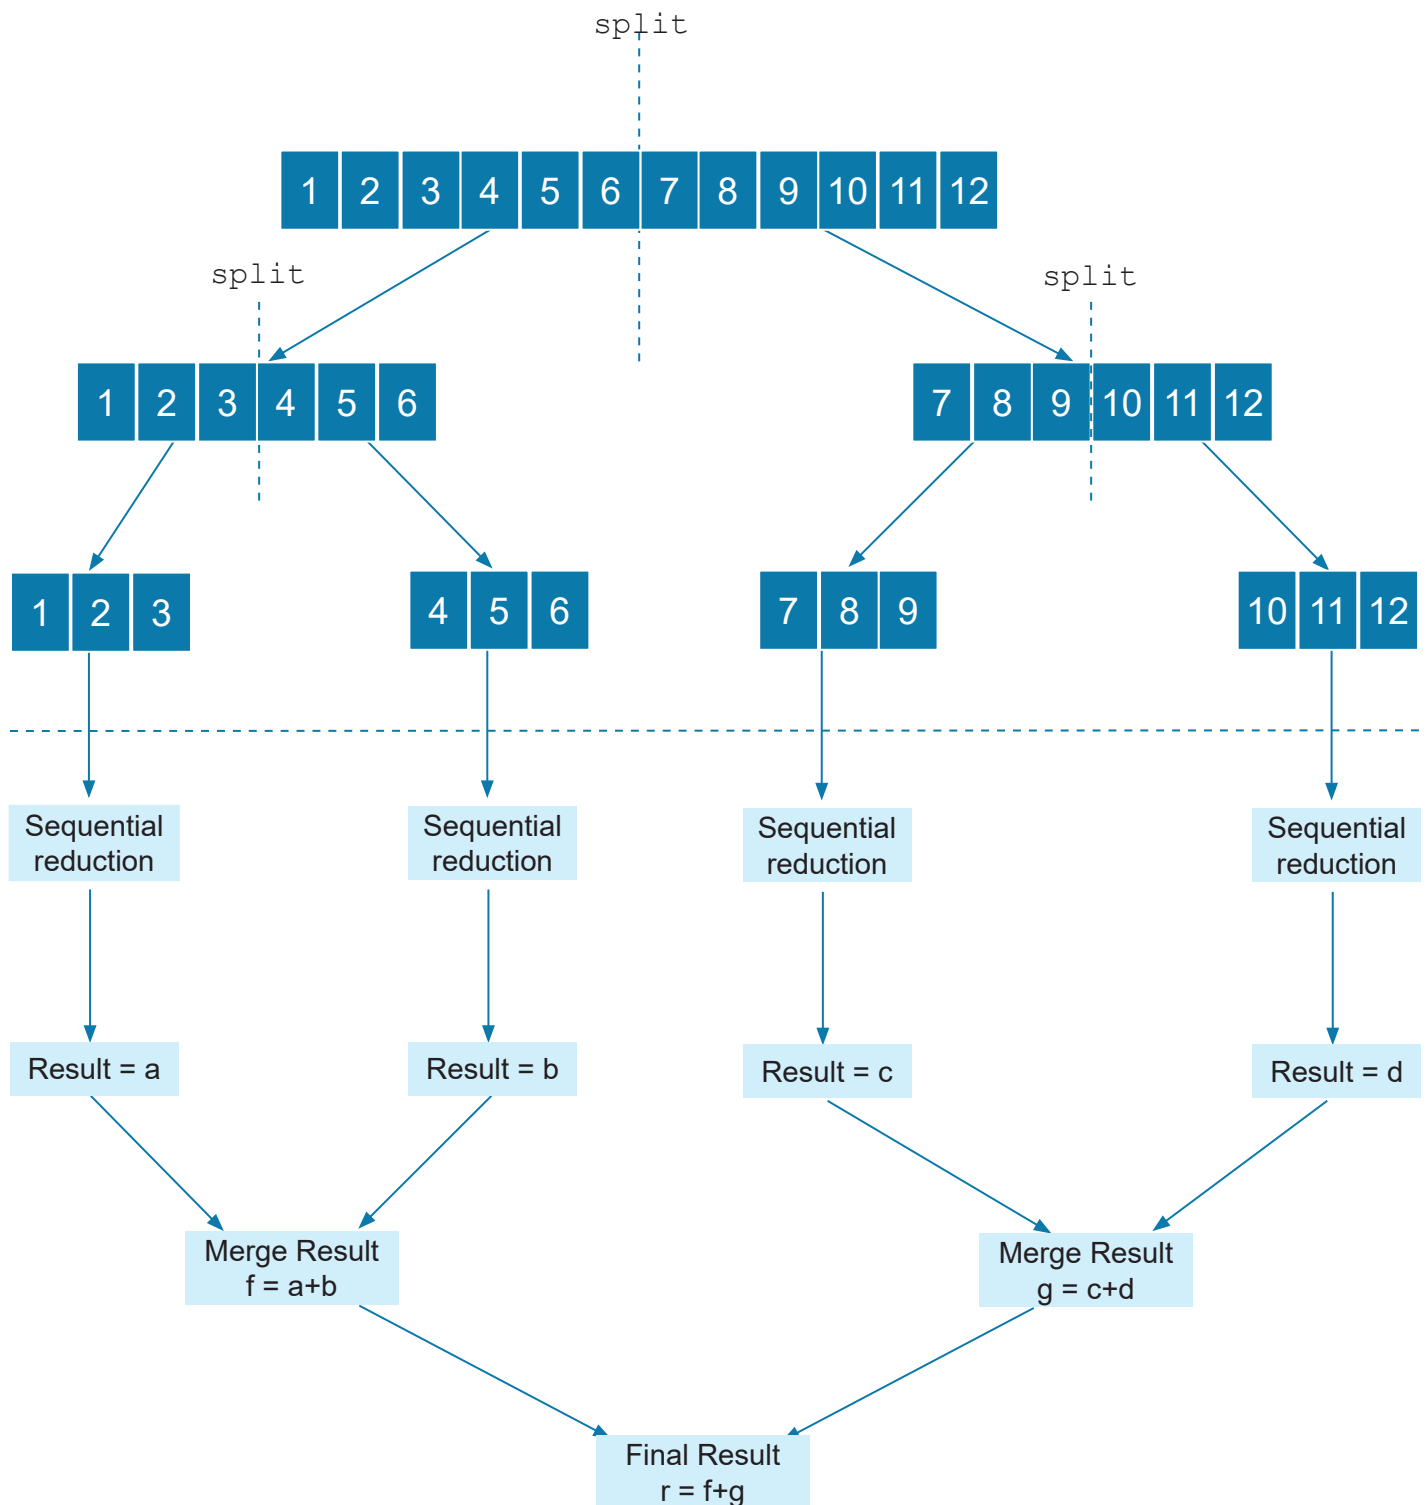 split
1 2 3 4 5 6 7 8 9 10 11 12
split split
1 2 3 4 5 6 7 8 9 10 11 12
1 2 3 4 5 6 7 8 9 10 11 12
Sequential
reduction
Sequential
reduction
Sequential
reduction
Sequential
reduction
Result = a
Result = b
Result = c
Result = d
Merge Result
f = a+b
Merge Result
g = c+d
Final Result
r = f+g